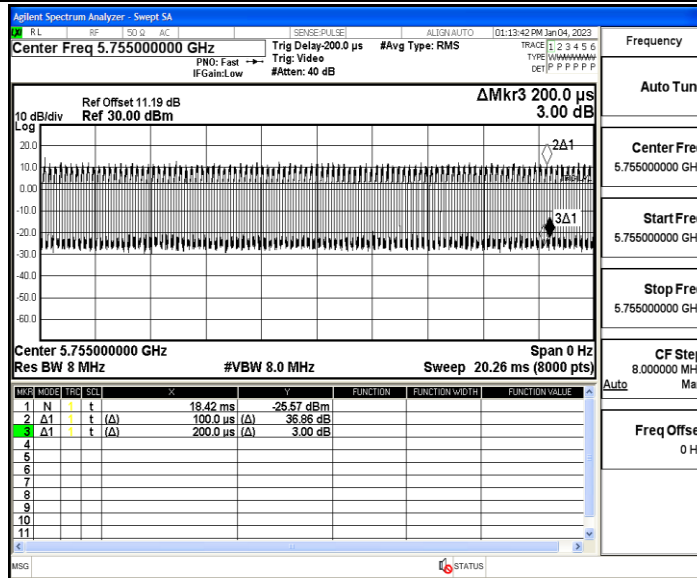 Agilent Spectrum Analyzer - Swept SA
RL RF 50 Ω AC SENSE:PULSE ALIGN AUTO 01:13:42 PM Jan 04, 2023
Center Freq 5.755000000 GHz
PNO: Fast
IFGain:Low
Trig Delay-200.0 µs
Trig: Video
#Atten: 40 dB
#Avg Type: RMS
TRACE 1 2 3 4 5 6
TYPE WWWWWW
DET P P P P P P
Ref Offset 11.19 dB
10 dB/div Ref 30.00 dBm
Log
ΔMkr3 200.0 µs
3.00 dB
20.0
10.0
0.00
-10.0
-20.0
-30.0
-40.0
-50.0
-60.0
2Δ1
3Δ1
Center 5.755000000 GHz Span 0 Hz
Res BW 8 MHz #VBW 8.0 MHz Sweep 20.26 ms (8000 pts)
MKR MODE TRC SCL X Y FUNCTION FUNCTION WIDTH FUNCTION VALUE
1 N 1 t 18.42 ms -25.57 dBm
2 Δ1 1 t (Δ) 100.0 µs (Δ) 36.86 dB
3 Δ1 1 t (Δ) 200.0 µs (Δ) 3.00 dB
4
5
6
7
8
9
10
11
MSG STATUS
Frequency
Auto Tun
Center Fre
5.755000000 GH
Start Fre
5.755000000 GH
Stop Fre
5.755000000 GH
CF Step
8.000000 MH
Auto Ma
Freq Offse
0 H